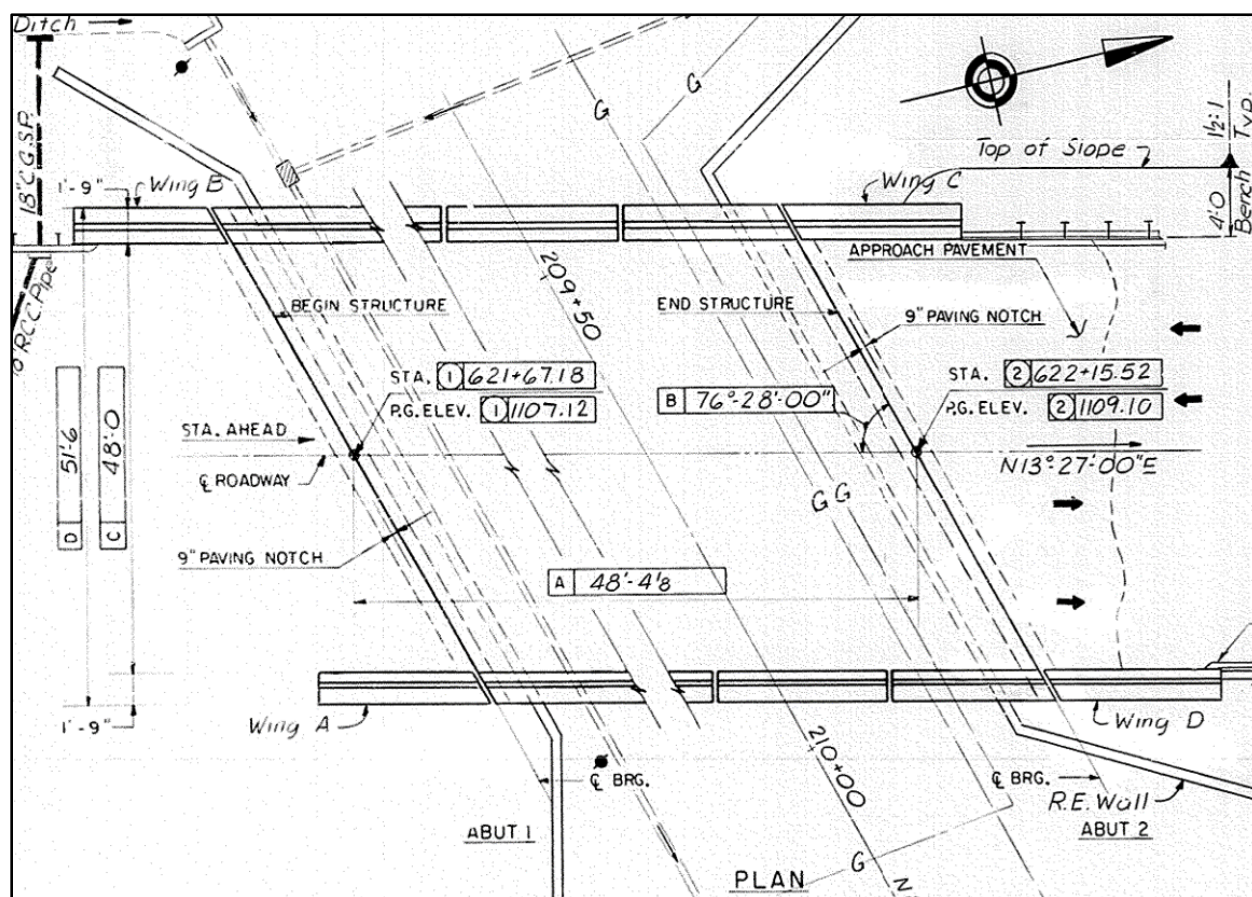 Ditch
18" C.G.S.P.
R.C.C. Pipe
1'-9"
Wing B
Wing C
Top of Slope
1½:1
Typ.
4'0
Bench
APPROACH PAVEMENT
209+50
BEGIN STRUCTURE
END STRUCTURE
9" PAVING NOTCH
STA. 1 621+67.18
P.G. ELEV. 1 1107.12
B 76°-28'-00"
STA. 2 622+15.52
P.G. ELEV. 2 1109.10
STA. AHEAD
℄ ROADWAY
N13°-27'-00"E
D 51'-6
C 48'-0
9" PAVING NOTCH
A 48'-4⅛
G
G
G G
1'-9"
Wing A
Wing D
210+00
℄ BRG.
℄ BRG.
R.E. Wall
ABUT 1
ABUT 2
G
PLAN
N